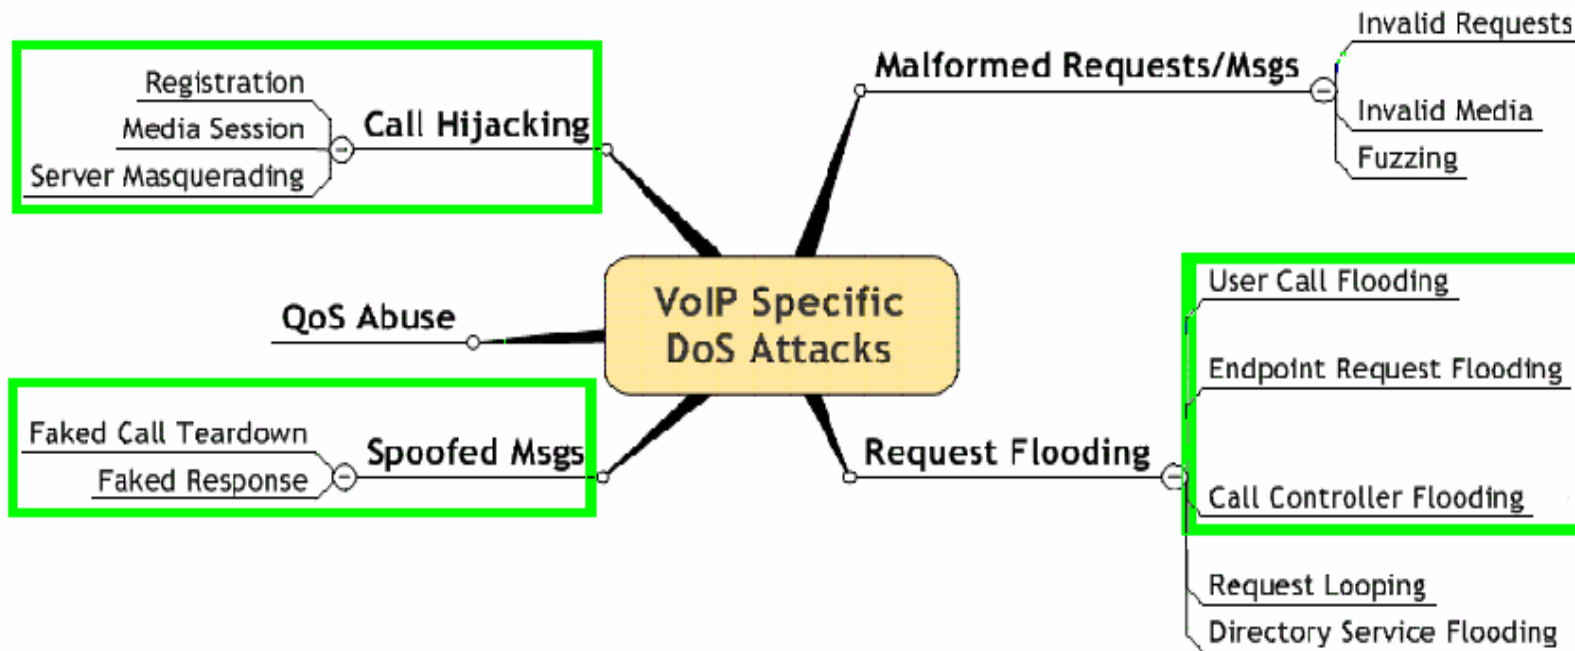 Registration
Media Session
Server Masquerading
Call Hijacking
Malformed Requests/Msgs
Invalid Requests
Invalid Media
Fuzzing
QoS Abuse
VoIP Specific
DoS Attacks
Faked Call Teardown
Faked Response
Spoofed Msgs
Request Flooding
User Call Flooding
Endpoint Request Flooding
Call Controller Flooding
Request Looping
Directory Service Flooding